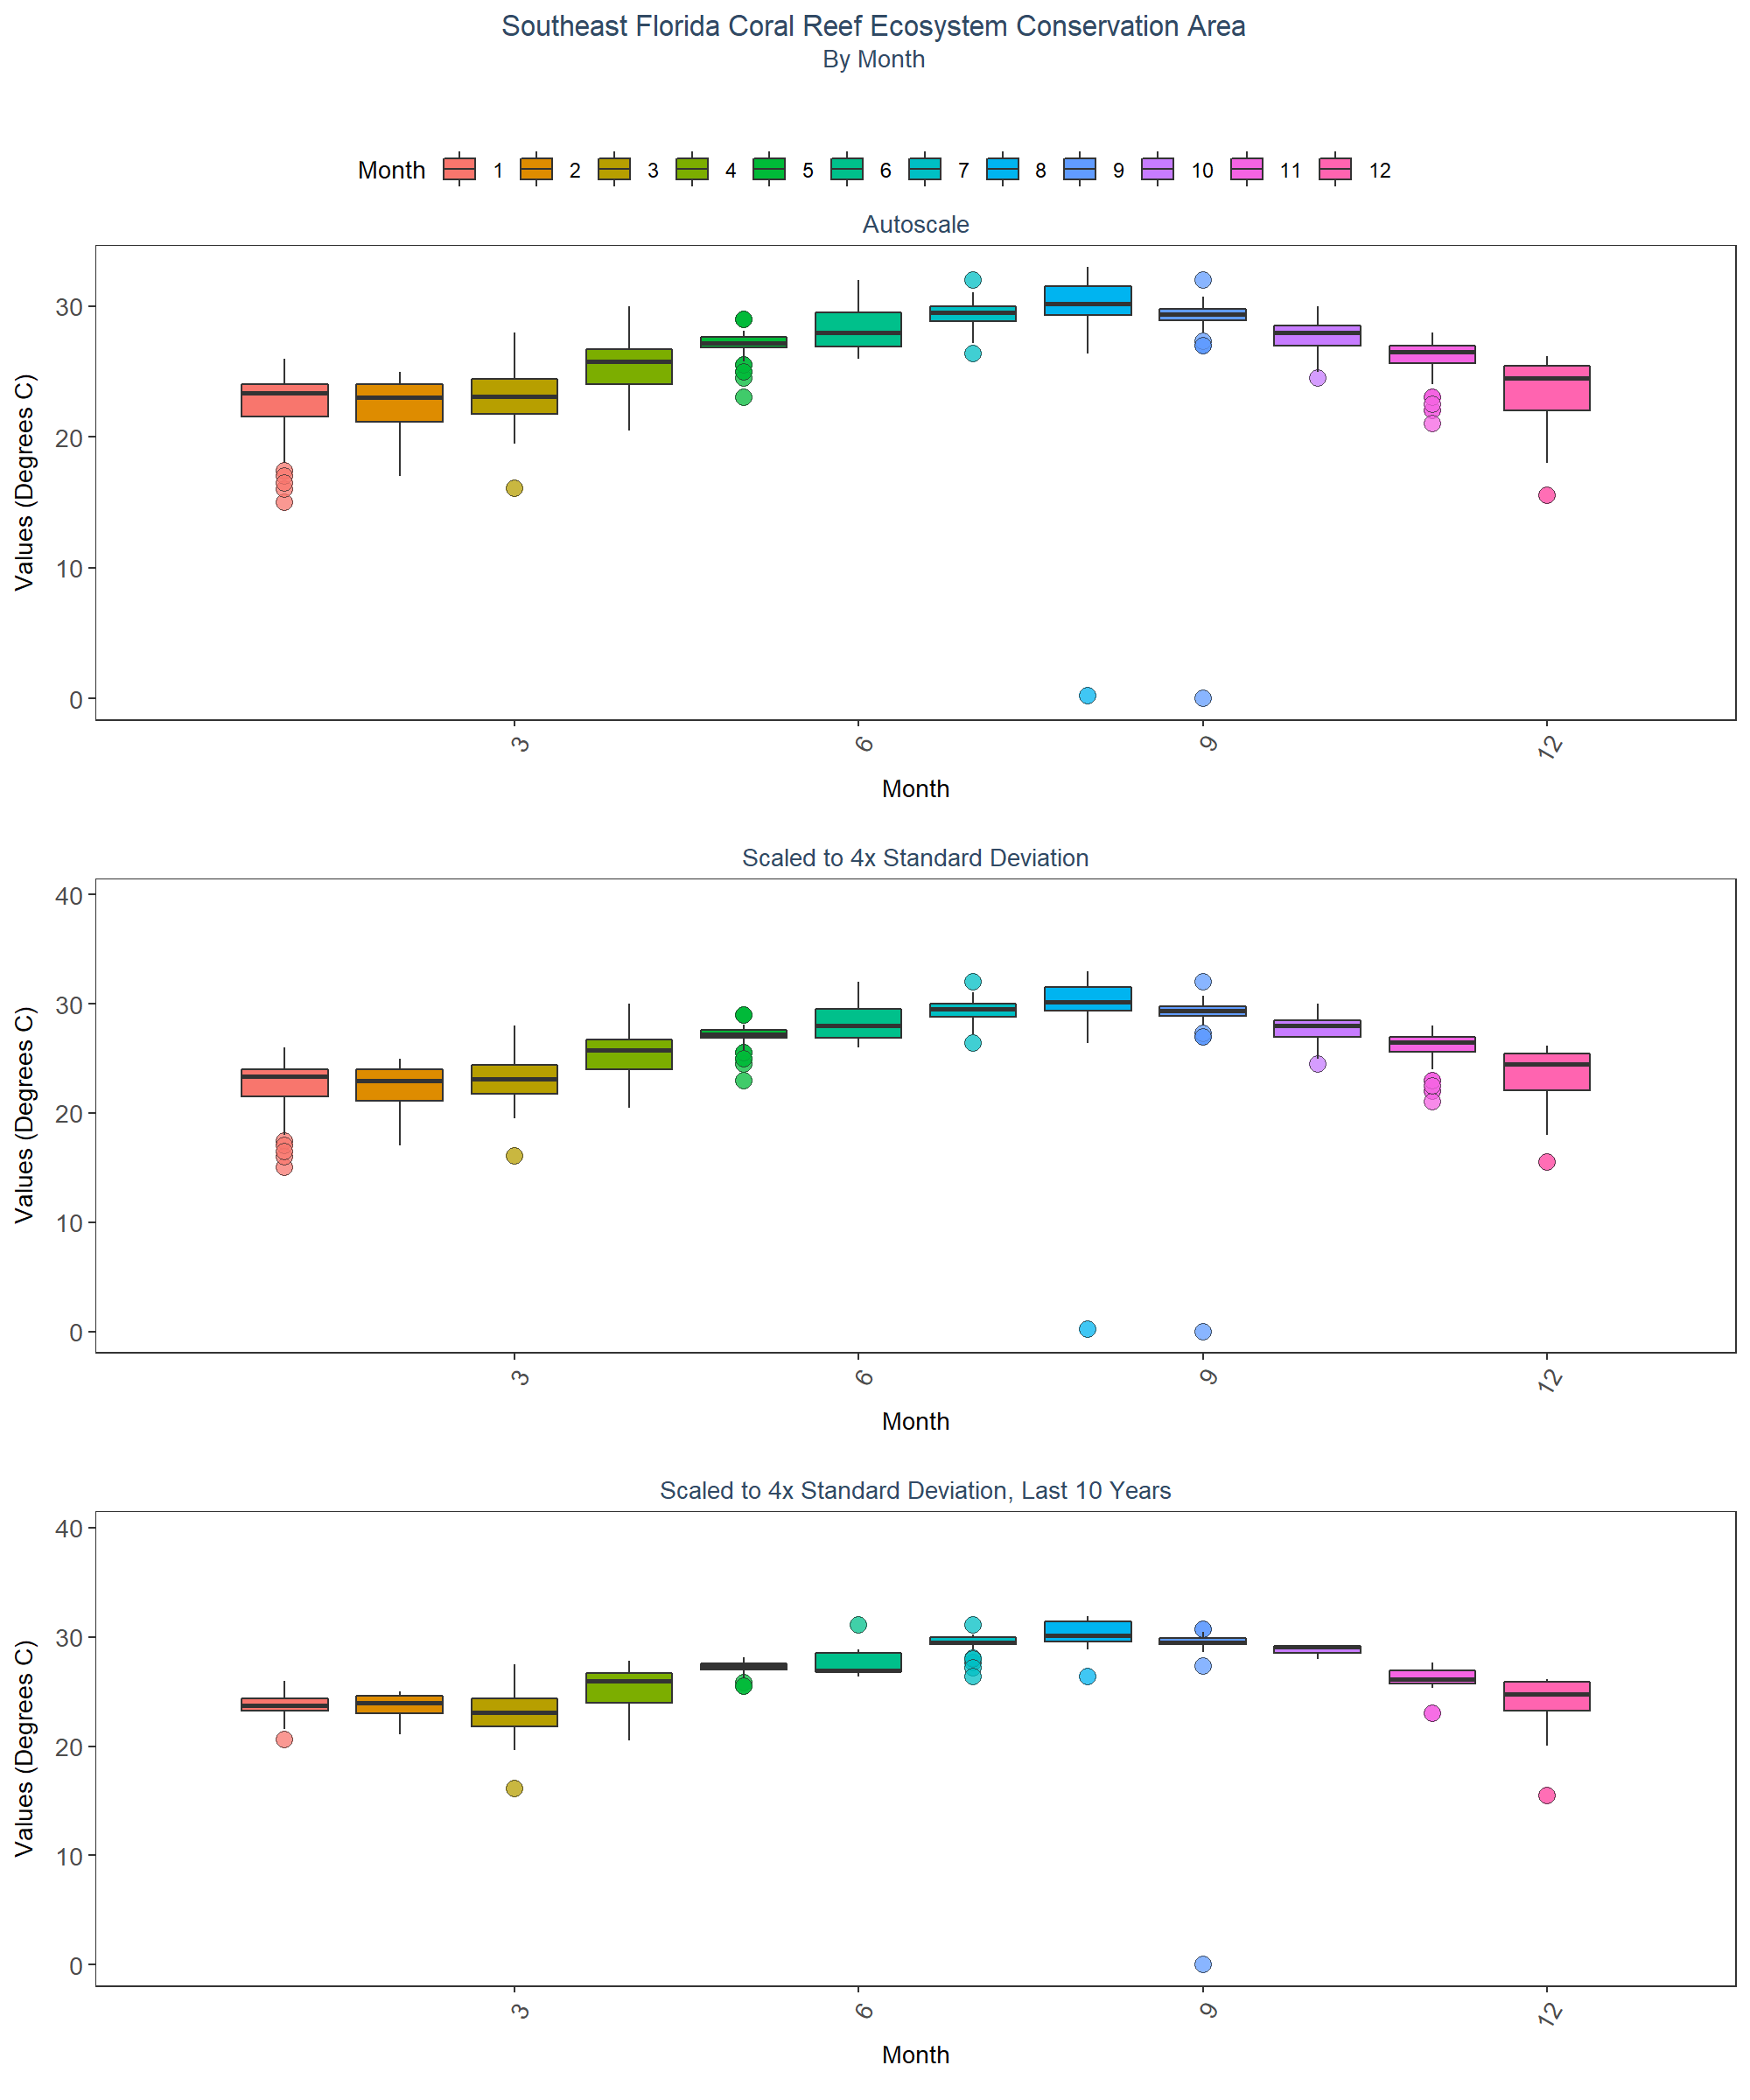 Southeast Florida Coral Reef Ecosystem Conservation Area
By Month
Month 1 2 3 4 5 6 7 8 9 10 11 12
Autoscale
Values (Degrees C)
30
20
10
0
3 6 9 12
Month
Scaled to 4x Standard Deviation
Values (Degrees C)
40
30
20
10
0
3 6 9 12
Month
Scaled to 4x Standard Deviation, Last 10 Years
Values (Degrees C)
40
30
20
10
0
3 6 9 12
Month